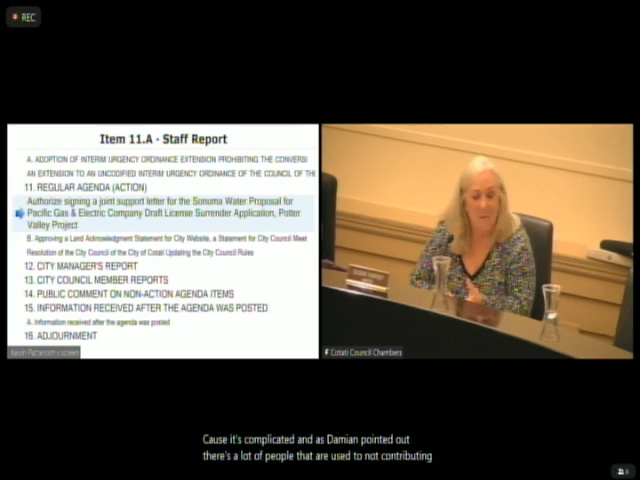 REC
Item 11.A - Staff Report
A. ADOPTION OF INTERIM URGENCY ORDINANCE EXTENSION PROHIBITING THE CONVERSI
AN EXTENSION TO AN UNCODIFIED INTERIM URGENCY ORDINANCE OF THE COUNCIL OF THE
11. REGULAR AGENDA (ACTION)
Authorize signing a joint support letter for the Sonoma Water Proposal for
Pacific Gas & Electric Company Draft License Surrender Application, Potter
Valley Project
B. Approving a Land Acknowledgment Statement for City Website, a Statement for City Council Meet
Resolution of the City Council of the City of Cotati Updating the City Council Rules
12. CITY MANAGER'S REPORT
13. CITY COUNCIL MEMBER REPORTS
14. PUBLIC COMMENT ON NON-ACTION AGENDA ITEMS
15. INFORMATION RECEIVED AFTER THE AGENDA WAS POSTED
A. Information received after the agenda was posted
16. ADJOURNMENT
Kevin Patterson's screen
Cotati Council Chambers
Cause it's complicated and as Damian pointed out
there's a lot of people that are used to not contributing